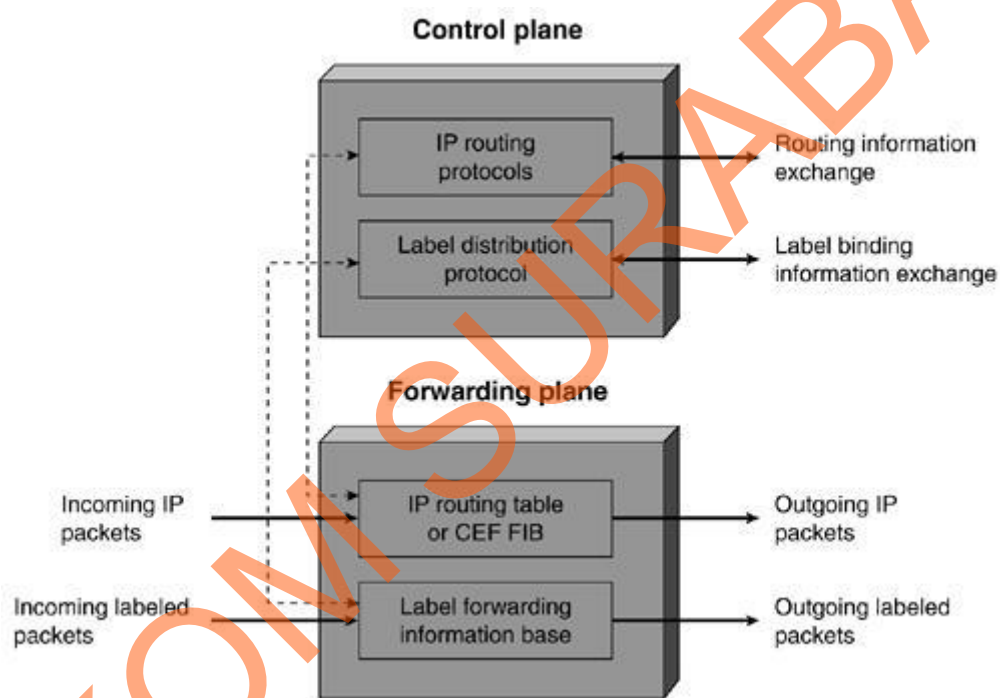 Control plane
IP routing
protocols
Routing information
exchange
Label distribution
protocol
Label binding
information exchange
Forwarding plane
Incoming IP
packets
IP routing table
or CEF FIB
Outgoing IP
packets
Incoming labeled
packets
Label forwarding
information base
Outgoing labeled
packets
OM SURABA